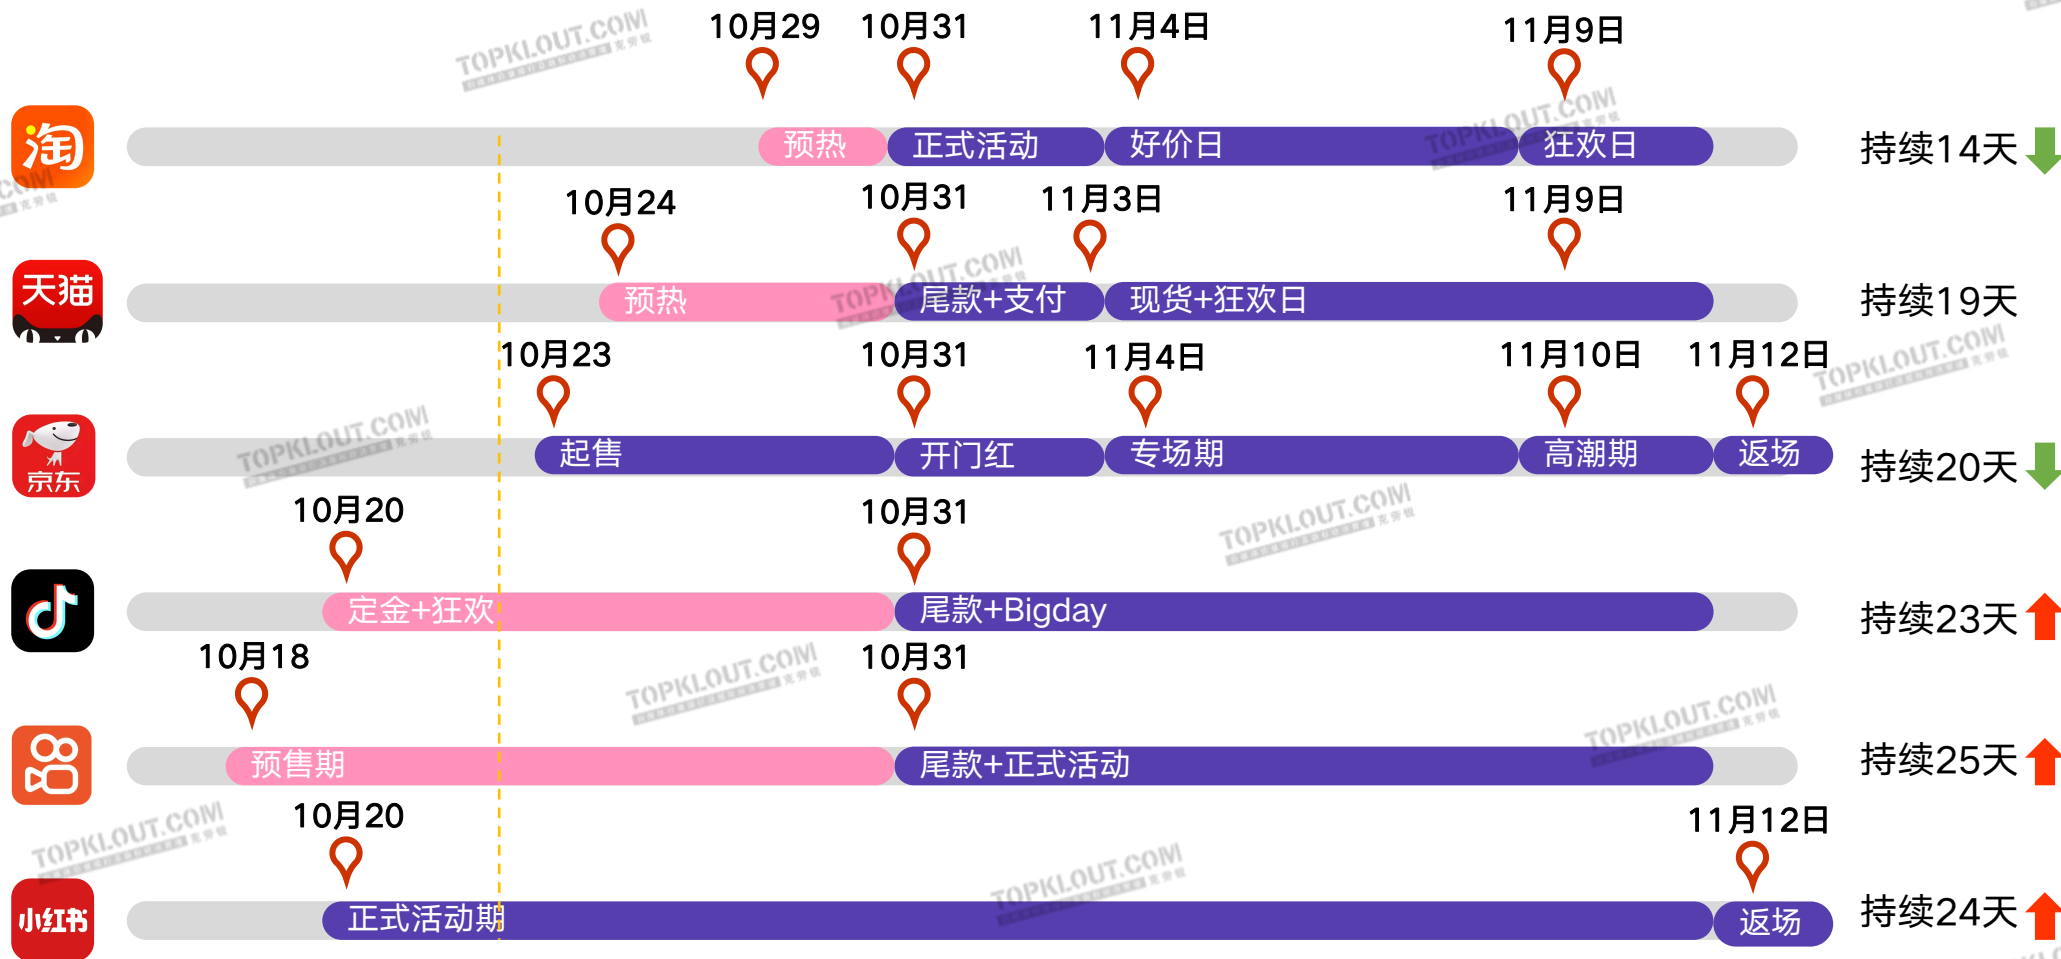 10月29 10月31 11月4日 11月9日
淘 预热 正式活动 好价日 狂欢日 持续14天
10月24 10月31 11月3日 11月9日
天猫 预热 尾款+支付 现货+狂欢日 持续19天
10月23 10月31 11月4日 11月10日 11月12日
京东 起售 开门红 专场期 高潮期 返场 持续20天
10月20 10月31
定金+狂欢 尾款+Bigday 持续23天
10月18 10月31
预售期 尾款+正式活动 持续25天
10月20 11月12日
小红书 正式活动期 返场 持续24天
TOPKLOUT.COM
克劳锐